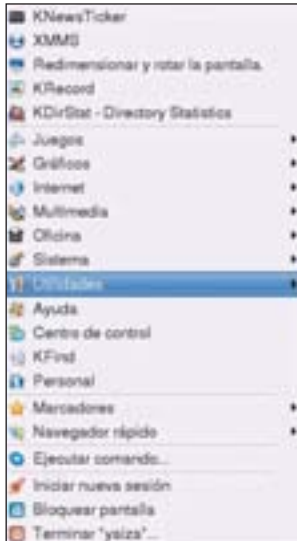 KNewsTicker
XMMS
Redimensionar y rotar la pantalla.
KRecord
KDirStat - Directory Statistics
Juegos
Gráficos
Internet
Multimedia
Oficina
Sistema
Utilidades
Ayuda
Centro de control
KFind
Personal
Marcadores
Navegador rápido
Ejecutar comando...
Iniciar nueva sesión
Bloquear pantalla
Terminar "yaiza"...